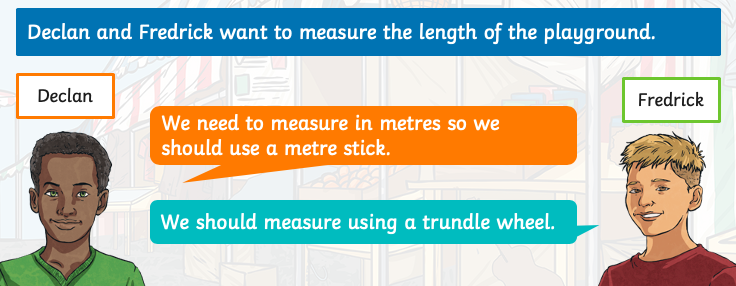 Declan and Fredrick want to measure the length of the playground.
Declan
Fredrick
We need to measure in metres so we
should use a metre stick.
We should measure using a trundle wheel.